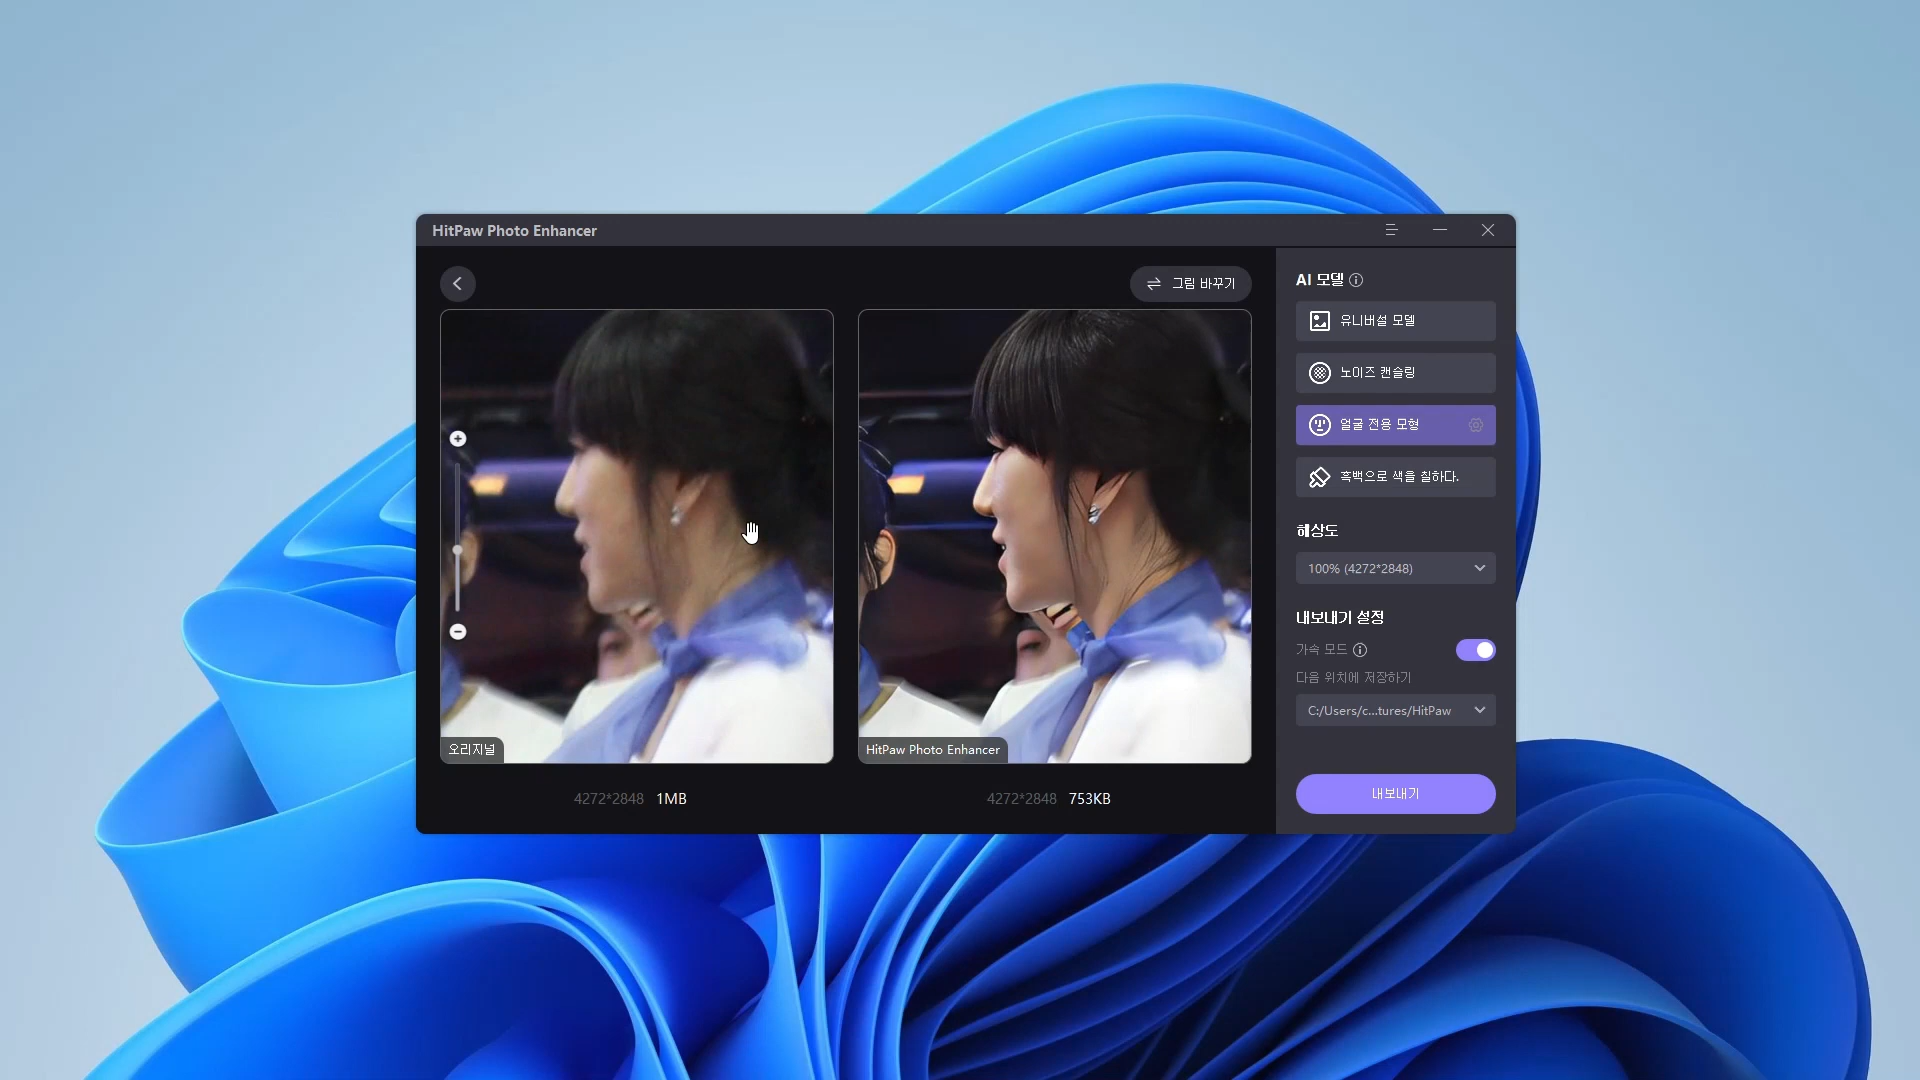 HitPaw Photo Enhancer
그림 바꾸기
오리지널
HitPaw Photo Enhancer
4272*2848 1MB
4272*2848 753KB
AI 모델
유니버설 모델
노이즈 캔슬링
얼굴 전용 모형
흑백으로 색을 칠하다.
해상도
100% (4272*2848)
내보내기 설정
가속 모드
다음 위치에 저장하기
C:/Users/c...tures/HitPaw
내보내기